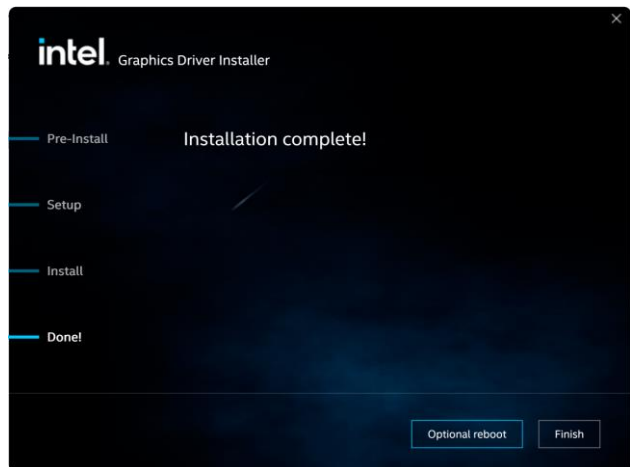 intel. Graphics Driver Installer
Pre-Install
Installation complete!
Setup
Install
Done!
Optional reboot
Finish